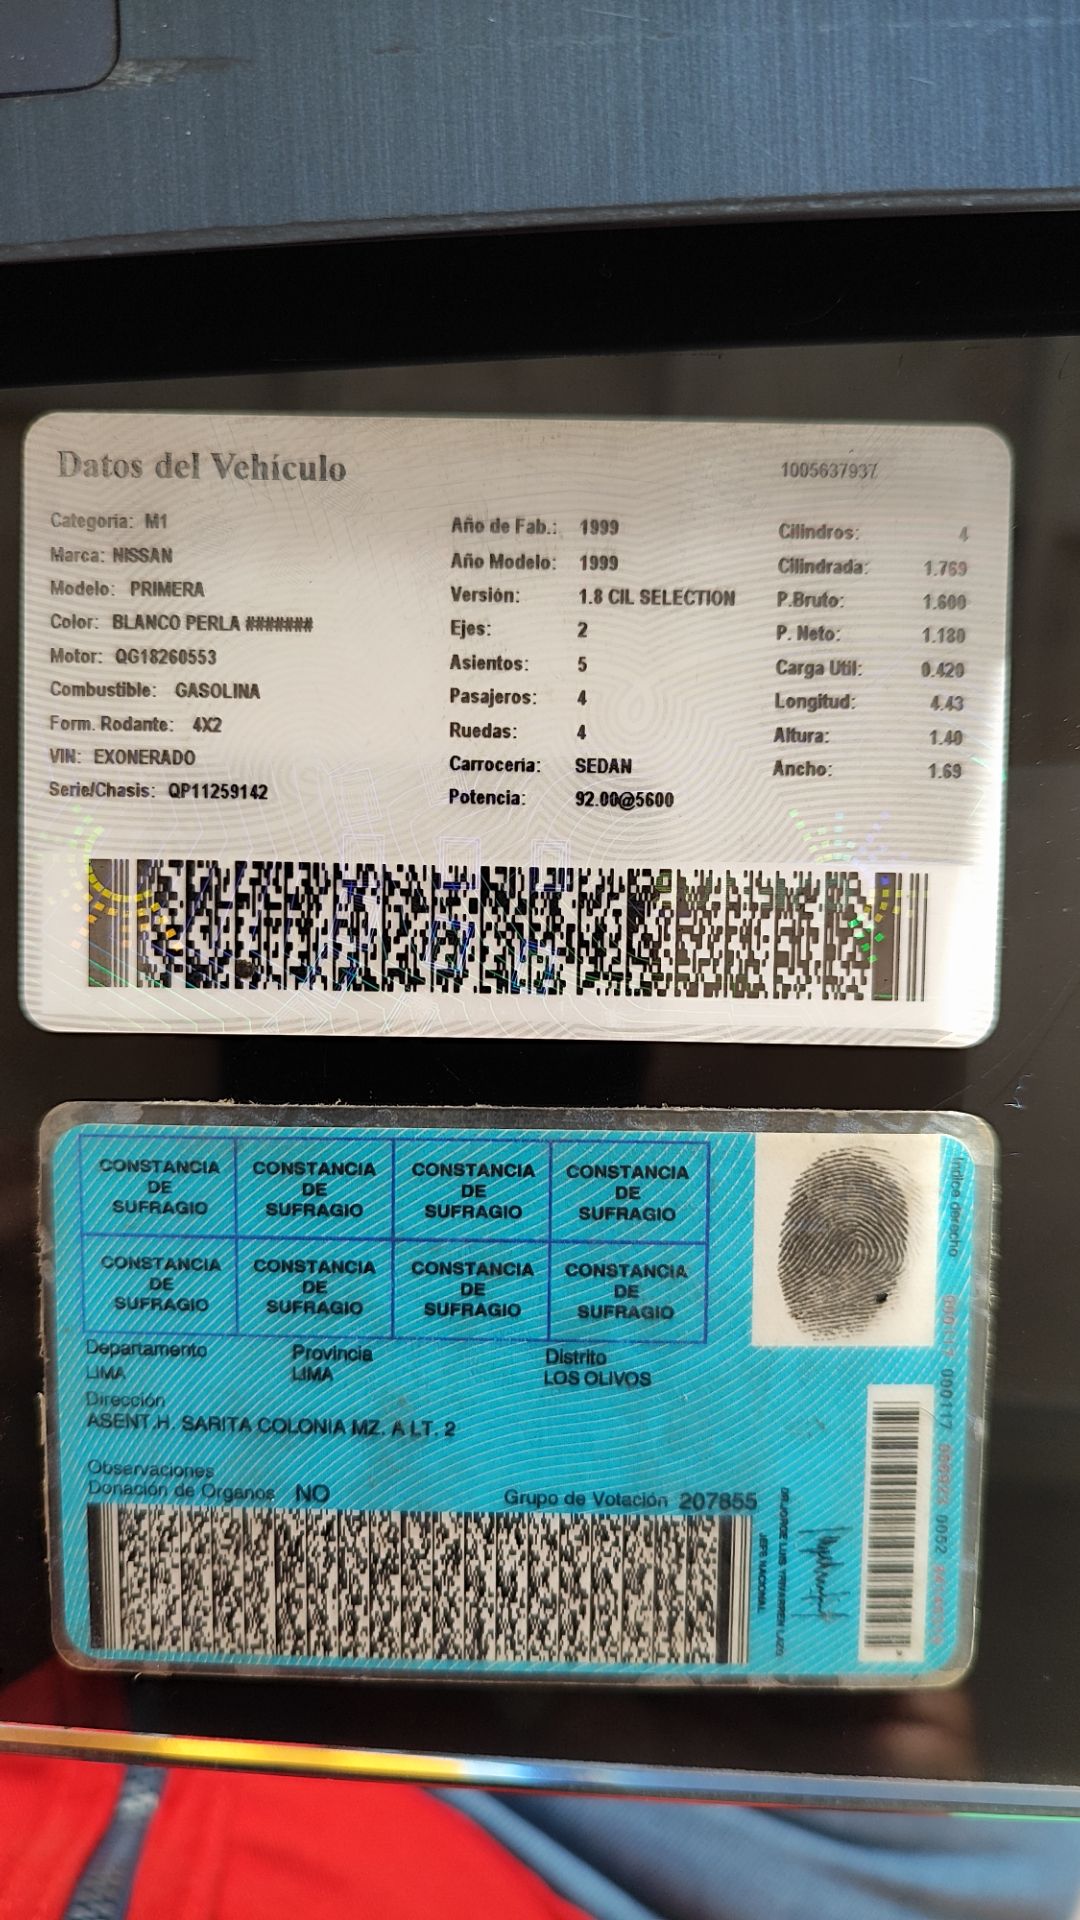 Datos del Vehículo 1005637937
Categoria: M1
Marca: NISSAN
Modelo: PRIMERA
Color: BLANCO PERLA #######
Motor: QG18260553
Combustible: GASOLINA
Form. Rodante: 4X2
VIN: EXONERADO
Serie/Chasis: QP11259142
Año de Fab.: 1999
Año Modelo: 1999
Versión: 1.8 CIL SELECTION
Ejes: 2
Asientos: 5
Pasajeros: 4
Ruedas: 4
Carroceria: SEDAN
Potencia: 92.00@5600
Cilindros: 4
Cilindrada: 1.769
P.Bruto: 1.600
P. Neto: 1.180
Carga Util: 0.420
Longitud: 4.43
Altura: 1.40
Ancho: 1.69
CONSTANCIA DE SUFRAGIO
CONSTANCIA DE SUFRAGIO
CONSTANCIA DE SUFRAGIO
CONSTANCIA DE SUFRAGIO
CONSTANCIA DE SUFRAGIO
CONSTANCIA DE SUFRAGIO
CONSTANCIA DE SUFRAGIO
CONSTANCIA DE SUFRAGIO
Departamento Provincia Distrito
LIMA LIMA LOS OLIVOS
Dirección
ASENT.H. SARITA COLONIA MZ. A LT. 2
Observaciones
Donación de Organos NO Grupo de Votación 207855
Indice derecho
JEFE NACIONAL